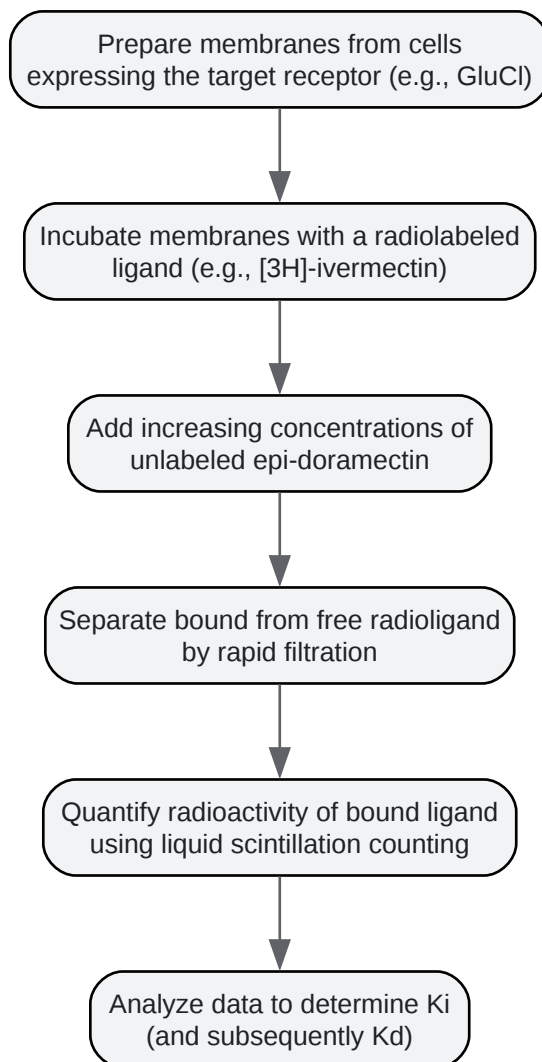 Prepare membranes from cells
expressing the target receptor (e.g., GluCl)
Incubate membranes with a radiolabeled
ligand (e.g., [3H]-ivermectin)
Add increasing concentrations of
unlabeled epi-doramectin
Separate bound from free radioligand
by rapid filtration
Quantify radioactivity of bound ligand
using liquid scintillation counting
Analyze data to determine Ki
(and subsequently Kd)